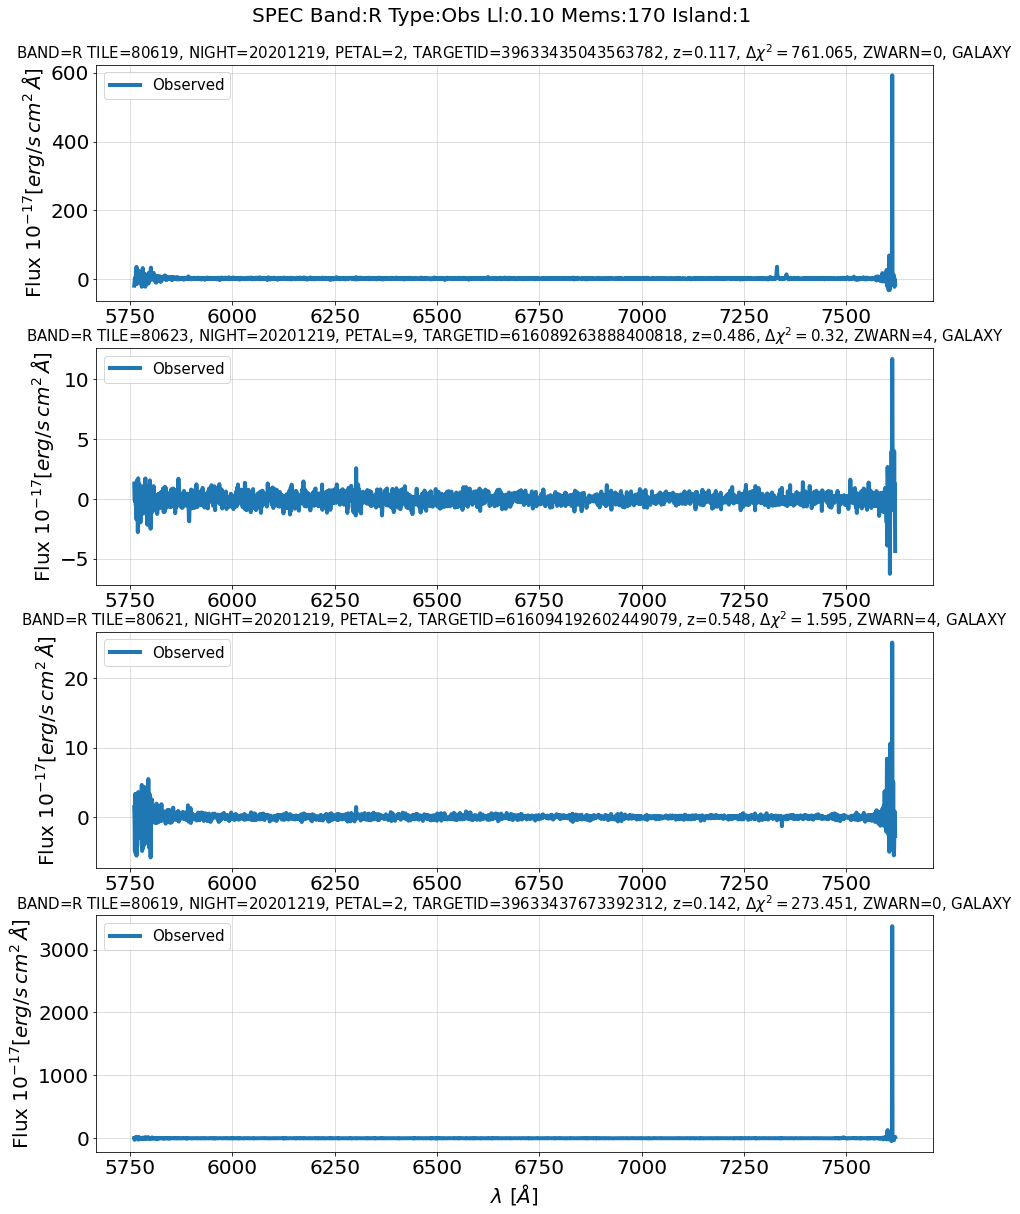 SPEC Band:R Type:Obs Ll:0.10 Mems:170 Island:1
BAND=R TILE=80619, NIGHT=20201219, PETAL=2, TARGETID=39633435043563782, z=0.117, Δχ² = 761.065, ZWARN=0, GALAXY
Flux 10⁻¹⁷[erg/s cm² Å]
600
400
200
0
Observed
5750 6000 6250 6500 6750 7000 7250 7500
BAND=R TILE=80623, NIGHT=20201219, PETAL=9, TARGETID=616089263888400818, z=0.486, Δχ² = 0.32, ZWARN=4, GALAXY
Flux 10⁻¹⁷[erg/s cm² Å]
10
5
0
−5
Observed
5750 6000 6250 6500 6750 7000 7250 7500
BAND=R TILE=80621, NIGHT=20201219, PETAL=2, TARGETID=616094192602449079, z=0.548, Δχ² = 1.595, ZWARN=4, GALAXY
Flux 10⁻¹⁷[erg/s cm² Å]
20
10
0
Observed
5750 6000 6250 6500 6750 7000 7250 7500
BAND=R TILE=80619, NIGHT=20201219, PETAL=2, TARGETID=39633437673392312, z=0.142, Δχ² = 273.451, ZWARN=0, GALAXY
Flux 10⁻¹⁷[erg/s cm² Å]
3000
2000
1000
0
Observed
5750 6000 6250 6500 6750 7000 7250 7500
λ [Å]